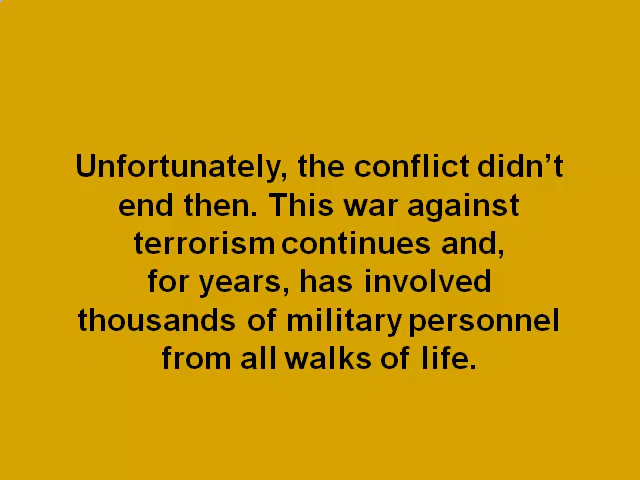 Unfortunately, the conflict didn’t
end then. This war against
terrorism continues and,
for years, has involved
thousands of military personnel
from all walks of life.